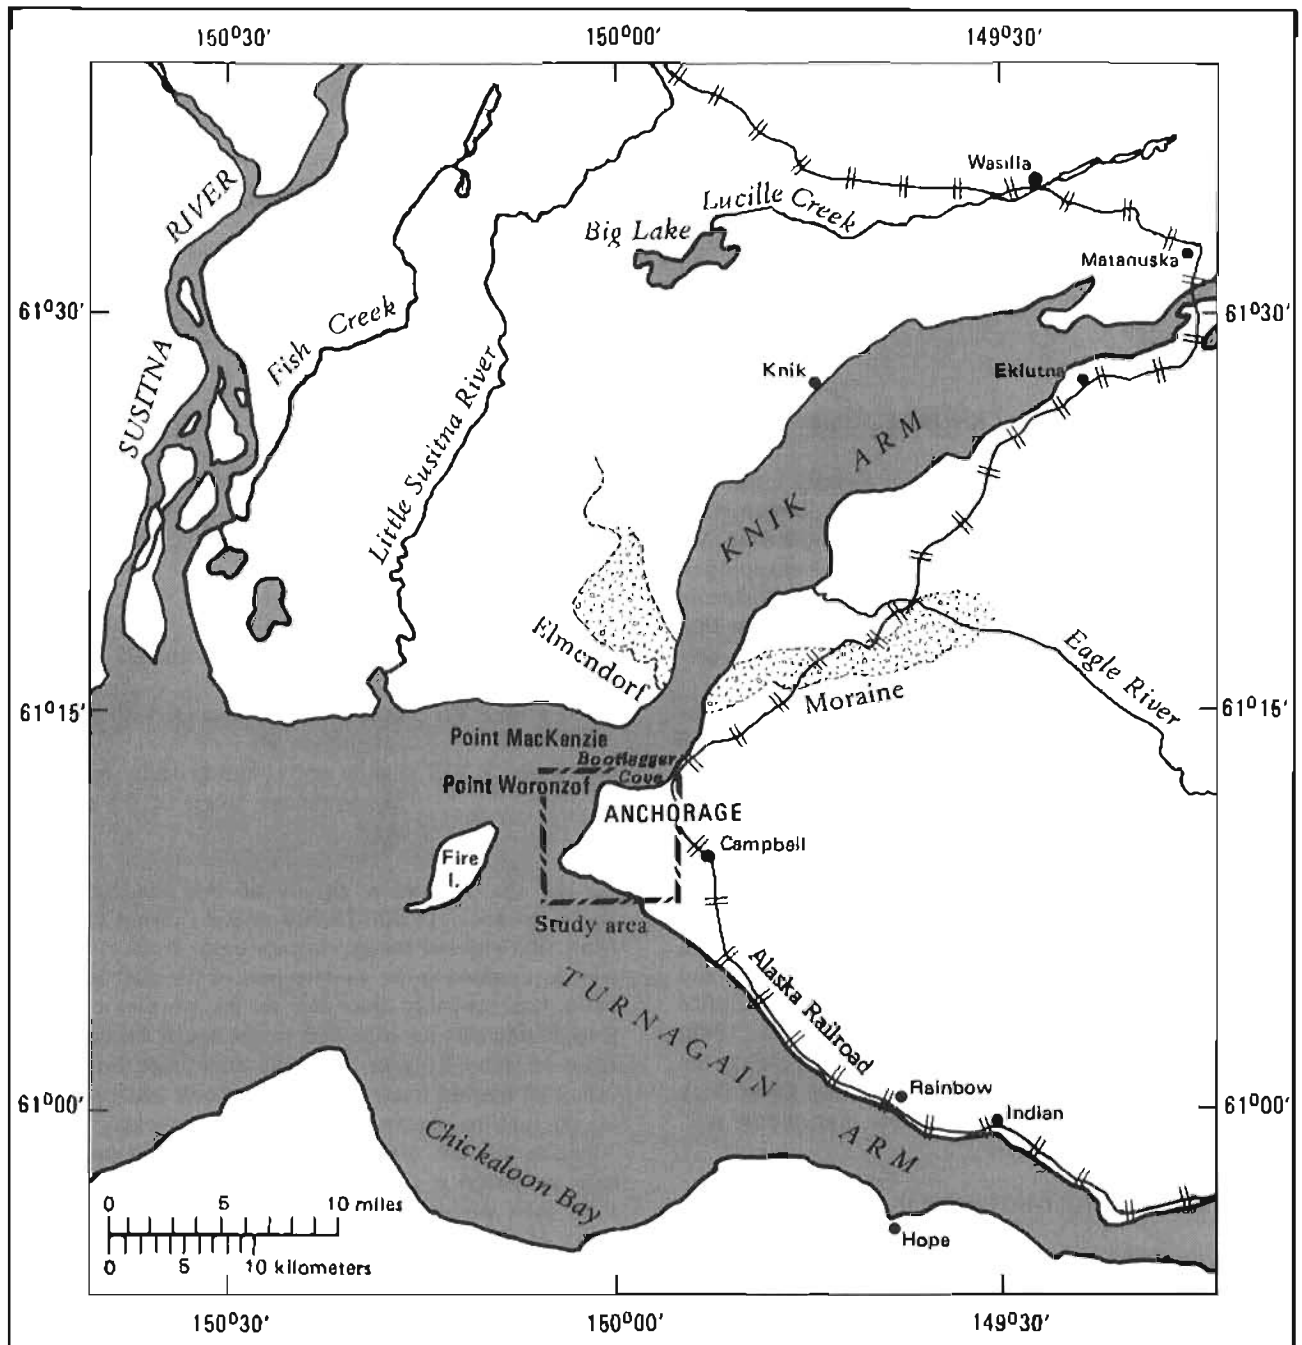 150°30'
150°00'
149°30'
Wasilla
RIVER
Lucille Creek
Big Lake
Matanuska
61°30'
61°30'
Fish Creek
SUSITNA
Knik
Eklutna
Little Susitna River
KNIK ARM
Elmendorf
Moraine
Eagle River
61°15'
61°15'
Point MacKenzie
Bootlegger
Cove
Point Woronzof
ANCHORAGE
Campbell
Fire
I.
Study area
TURNAGAIN ARM
Alaska Railroad
Rainbow
Indian
61°00'
61°00'
Chickaloon Bay
Hope
0 5 10 miles
0 5 10 kilometers
150°30'
150°00'
149°30'